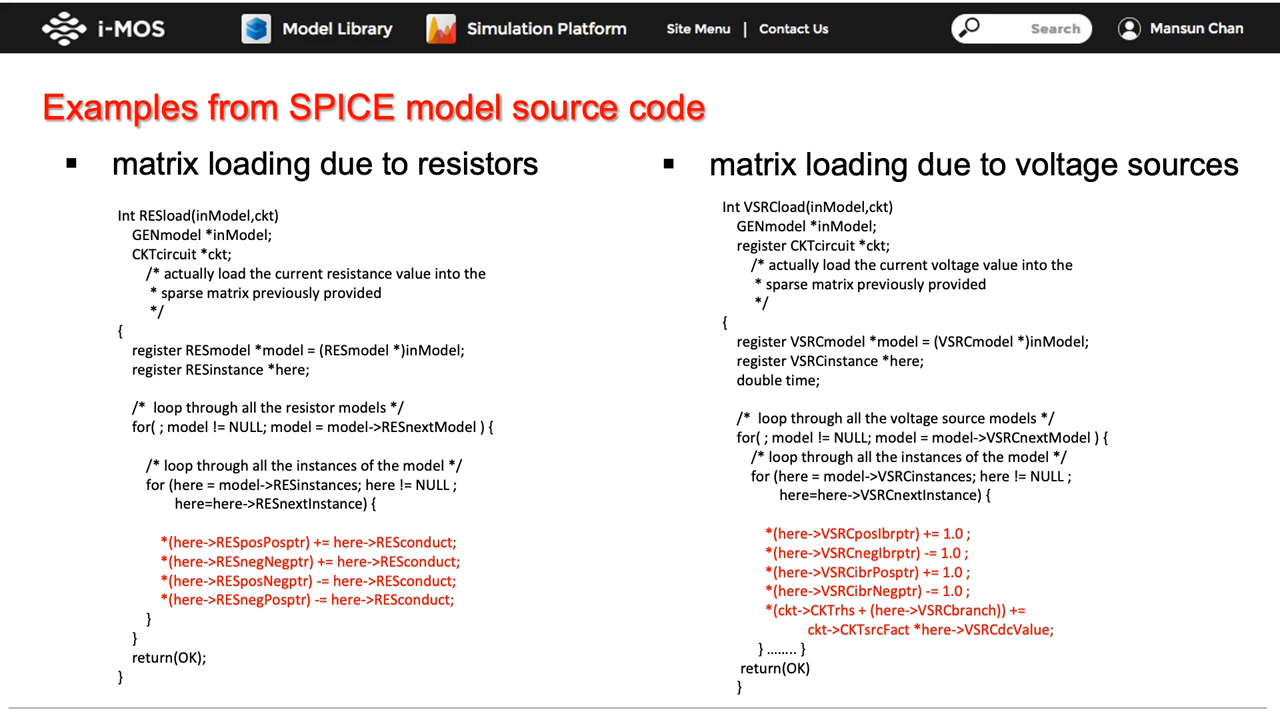 i-MOS
Model Library
Simulation Platform
Site Menu | Contact Us
Search
Mansun Chan
Examples from SPICE model source code
▪ matrix loading due to resistors
Int RESload(inModel,ckt)
GENmodel *inModel;
CKTcircuit *ckt;
/* actually load the current resistance value into the
* sparse matrix previously provided
*/
{
register RESmodel *model = (RESmodel *)inModel;
register RESinstance *here;
/* loop through all the resistor models */
for( ; model != NULL; model = model->RESnextModel ) {
/* loop through all the instances of the model */
for (here = model->RESinstances; here != NULL ;
here=here->RESnextInstance) {
*(here->RESposPosptr) += here->RESconduct;
*(here->RESnegNegptr) += here->RESconduct;
*(here->RESposNegptr) -= here->RESconduct;
*(here->RESnegPosptr) -= here->RESconduct;
}
}
return(OK);
}
▪ matrix loading due to voltage sources
Int VSRCload(inModel,ckt)
GENmodel *inModel;
register CKTcircuit *ckt;
/* actually load the current voltage value into the
* sparse matrix previously provided
*/
{
register VSRCmodel *model = (VSRCmodel *)inModel;
register VSRCinstance *here;
double time;
/* loop through all the voltage source models */
for( ; model != NULL; model = model->VSRCnextModel ) {
/* loop through all the instances of the model */
for (here = model->VSRCinstances; here != NULL ;
here=here->VSRCnextInstance) {
*(here->VSRCposIbrptr) += 1.0 ;
*(here->VSRCnegIbrptr) -= 1.0 ;
*(here->VSRCibrPosptr) += 1.0 ;
*(here->VSRCibrNegptr) -= 1.0 ;
*(ckt->CKTrhs + (here->VSRCbranch)) +=
ckt->CKTsrcFact *here->VSRCdcValue;
} ........ }
return(OK)
}